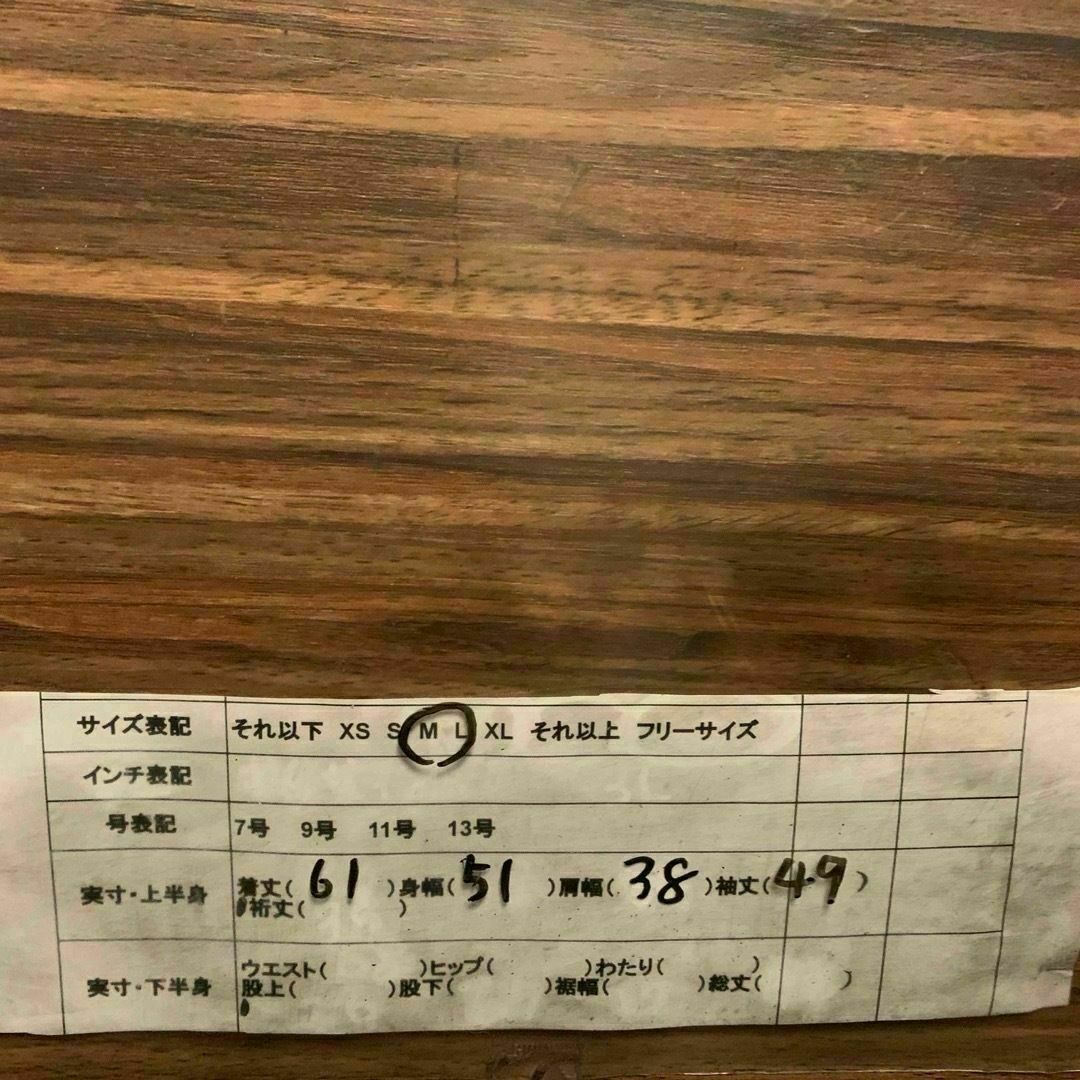 サイズ表記 それ以下 XS S M L XL それ以上 フリーサイズ
インチ表記
号表記 7号 9号 11号 13号
実寸・上半身 着丈( 61 )身幅( 51 )肩幅( 38 )袖丈( 49 )
裄丈( )
実寸・下半身 ウエスト( )ヒップ( )わたり( )
股上( )股下( )裾幅( )総丈( )